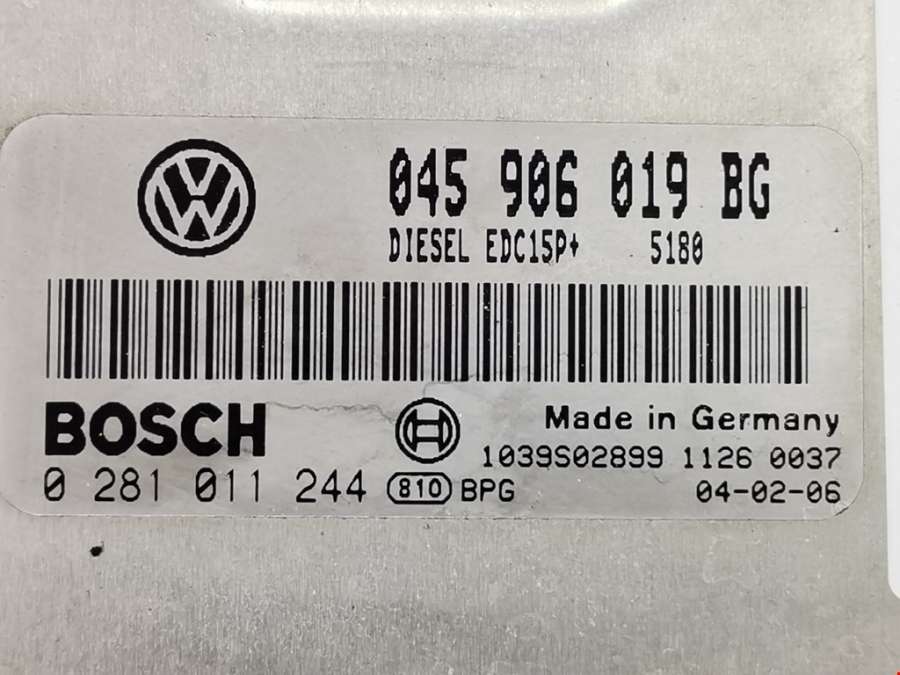 045 906 019 BG
DIESEL EDC15P+ 5180
BOSCH
Made in Germany
1039S02899 1126 0037
0 281 011 244 810 BPG 04-02-06